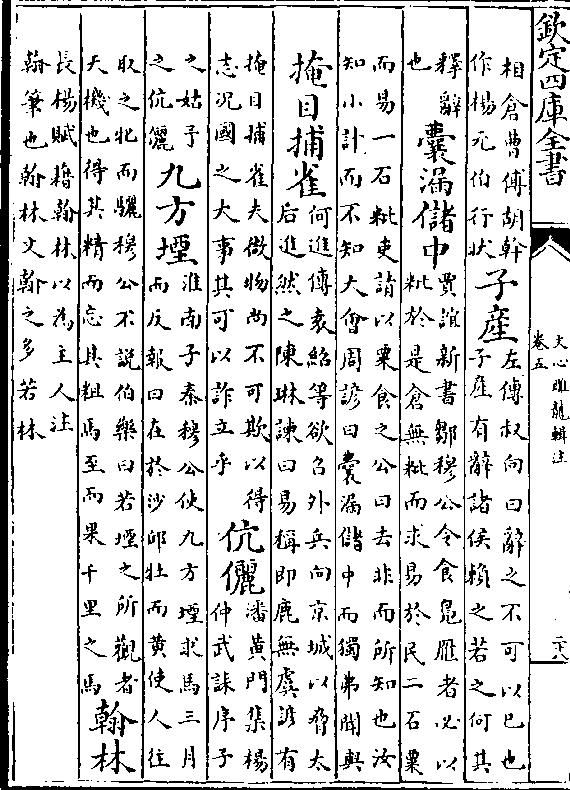 欽定四庫全書
文心雕龍輯注
卷五
二十八
相倉曹傅胡幹
作楊元伯行狀
子產
左傳叔向曰辭之不可以已也
子產有辭諸侯賴之若之何其
釋辭
也
囊漏儲中
賈誼新書鄒穆公令食鳧雁者必以
粃於是倉無粃而求易於民二石粟
而易一石粃吏請以粟食之公曰去非而所知也汝
知小計而不知大會周諺曰囊漏儲中而獨弗聞與
掩目捕雀
何進傳袁紹等欲召外兵向京城以脅太
后進然之陳琳諫曰易稱即鹿無虞諺有
掩目捕雀夫微物尚不可欺以得
志況國之大事其可以詐立乎
伉儷
潘黃門集楊
仲武誄序子
之姑子
之伉儷
九方堙
淮南子秦穆公使九方堙求馬三月
而反報曰在於沙邱牡而黃使人往
取之牝而驪穆公不說伯樂曰若堙之所觀者
天機也得其精而忘其粗馬至而果千里之馬
翰林
長楊賦藉翰林以為主人注
翰筆也翰林文翰之多若林